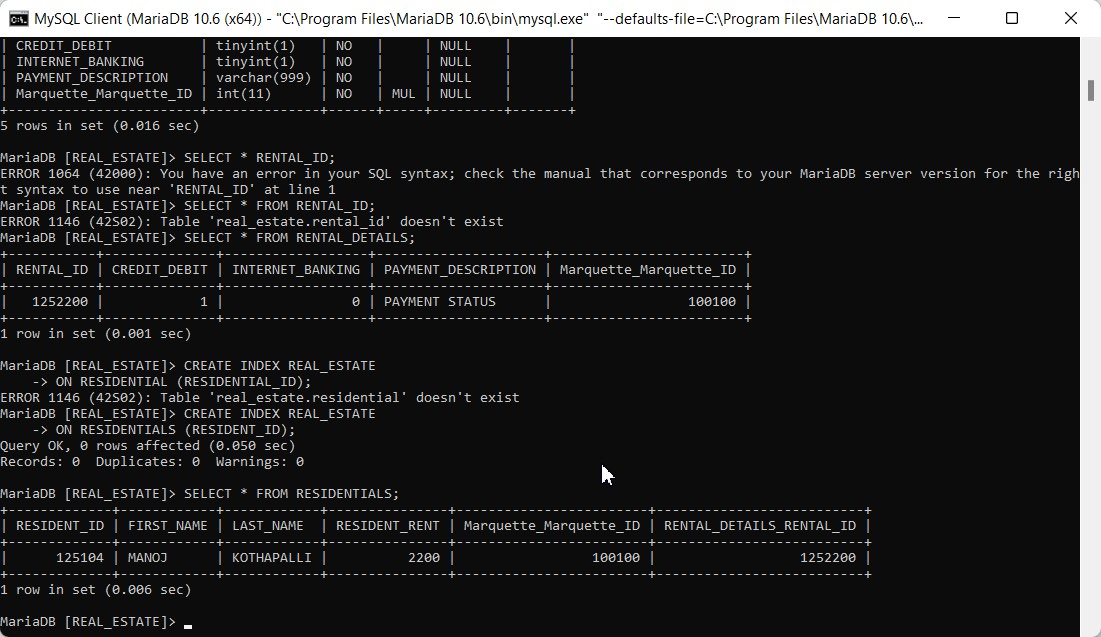 MySQL Client (MariaDB 10.6 (x64)) - "C:\Program Files\MariaDB 10.6\bin\mysql.exe"  "--defaults-file=C:\Program Files\MariaDB 10.6\...
| CREDIT_DEBIT           | tinyint(1)   | NO   |     | NULL    |       |
| INTERNET_BANKING       | tinyint(1)   | NO   |     | NULL    |       |
| PAYMENT_DESCRIPTION    | varchar(999) | NO   |     | NULL    |       |
| Marquette_Marquette_ID | int(11)      | NO   | MUL | NULL    |       |
+------------------------+--------------+------+-----+---------+-------+
5 rows in set (0.016 sec)
MariaDB [REAL_ESTATE]> SELECT * RENTAL_ID;
ERROR 1064 (42000): You have an error in your SQL syntax; check the manual that corresponds to your MariaDB server version for the righ
t syntax to use near 'RENTAL_ID' at line 1
MariaDB [REAL_ESTATE]> SELECT * FROM RENTAL_ID;
ERROR 1146 (42S02): Table 'real_estate.rental_id' doesn't exist
MariaDB [REAL_ESTATE]> SELECT * FROM RENTAL_DETAILS;
+-----------+--------------+------------------+---------------------+------------------------+
| RENTAL_ID | CREDIT_DEBIT | INTERNET_BANKING | PAYMENT_DESCRIPTION | Marquette_Marquette_ID |
+-----------+--------------+------------------+---------------------+------------------------+
|   1252200 |            1 |                0 | PAYMENT STATUS      |                 100100 |
+-----------+--------------+------------------+---------------------+------------------------+
1 row in set (0.001 sec)
MariaDB [REAL_ESTATE]> CREATE INDEX REAL_ESTATE
    -> ON RESIDENTIAL (RESIDENTIAL_ID);
ERROR 1146 (42S02): Table 'real_estate.residential' doesn't exist
MariaDB [REAL_ESTATE]> CREATE INDEX REAL_ESTATE
    -> ON RESIDENTIALS (RESIDENT_ID);
Query OK, 0 rows affected (0.050 sec)
Records: 0  Duplicates: 0  Warnings: 0
MariaDB [REAL_ESTATE]> SELECT * FROM RESIDENTIALS;
+-------------+------------+------------+---------------+------------------------+--------------------------+
| RESIDENT_ID | FIRST_NAME | LAST_NAME  | RESIDENT_RENT | Marquette_Marquette_ID | RENTAL_DETAILS_RENTAL_ID |
+-------------+------------+------------+---------------+------------------------+--------------------------+
|      125104 | MANOJ      | KOTHAPALLI |          2200 |                 100100 |                  1252200 |
+-------------+------------+------------+---------------+------------------------+--------------------------+
1 row in set (0.006 sec)
MariaDB [REAL_ESTATE]>